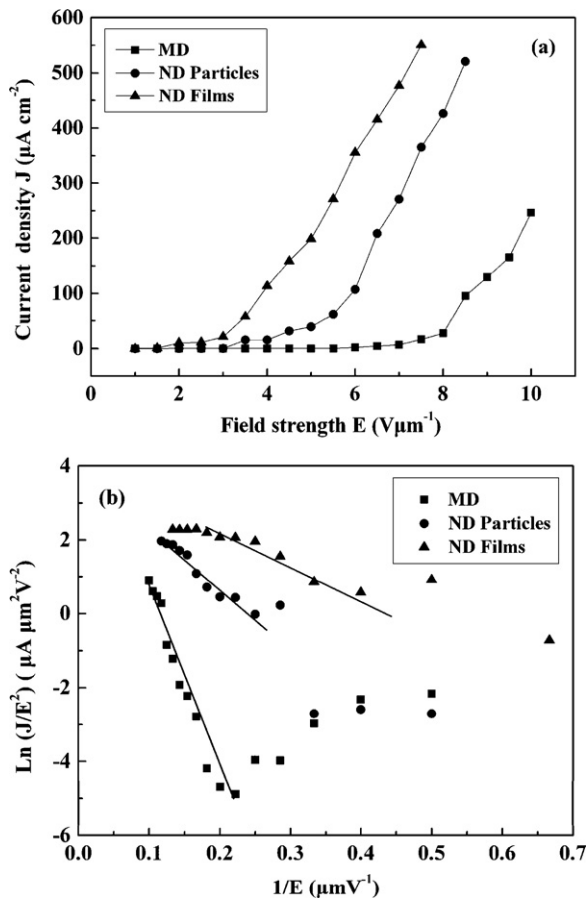 600
500
400
300
200
100
0
0
2
4
6
8
10
Current density J (µA cm-2)
Field strength E (Vµm-1)
MD
ND Particles
ND Films
(a)
4
2
0
-2
-4
-6
0.0
0.1
0.2
0.3
0.4
0.5
0.6
0.7
Ln (J/E2) ( µA µm2V-2)
1/E (µmV-1)
(b)
MD
ND Particles
ND Films